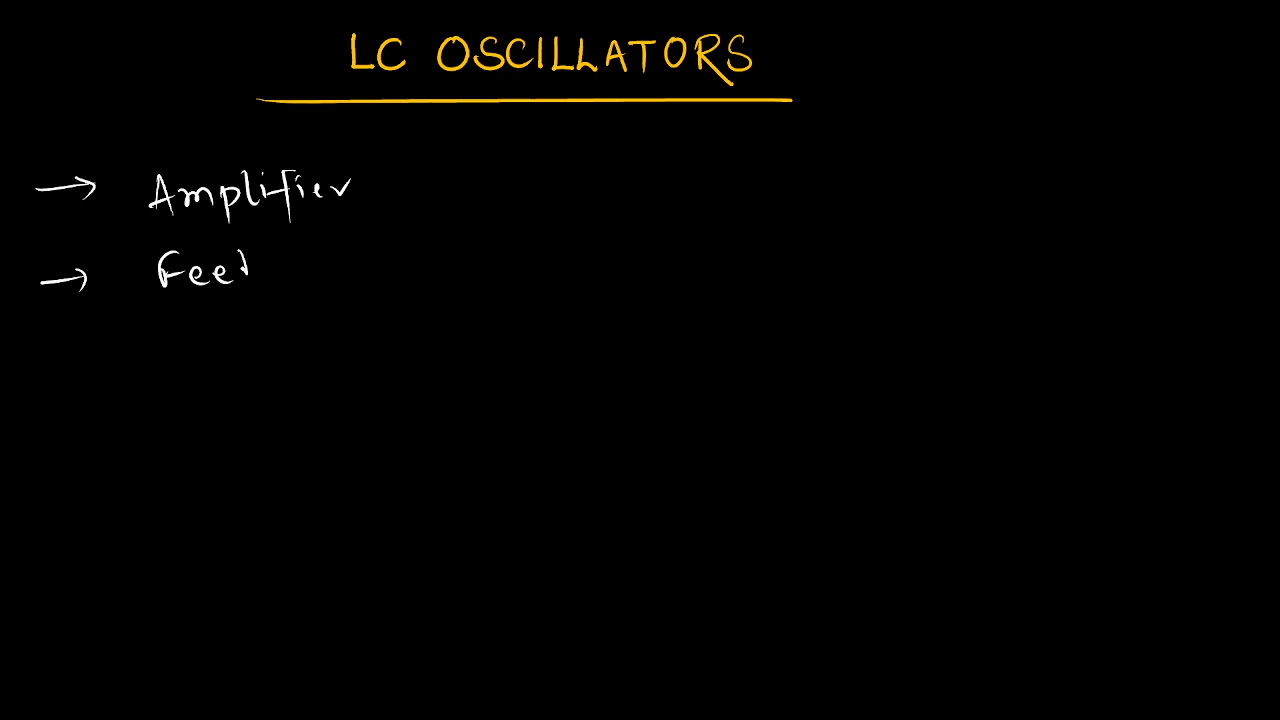 LC OSCILLATORS
→ Amplifier
→ Feed